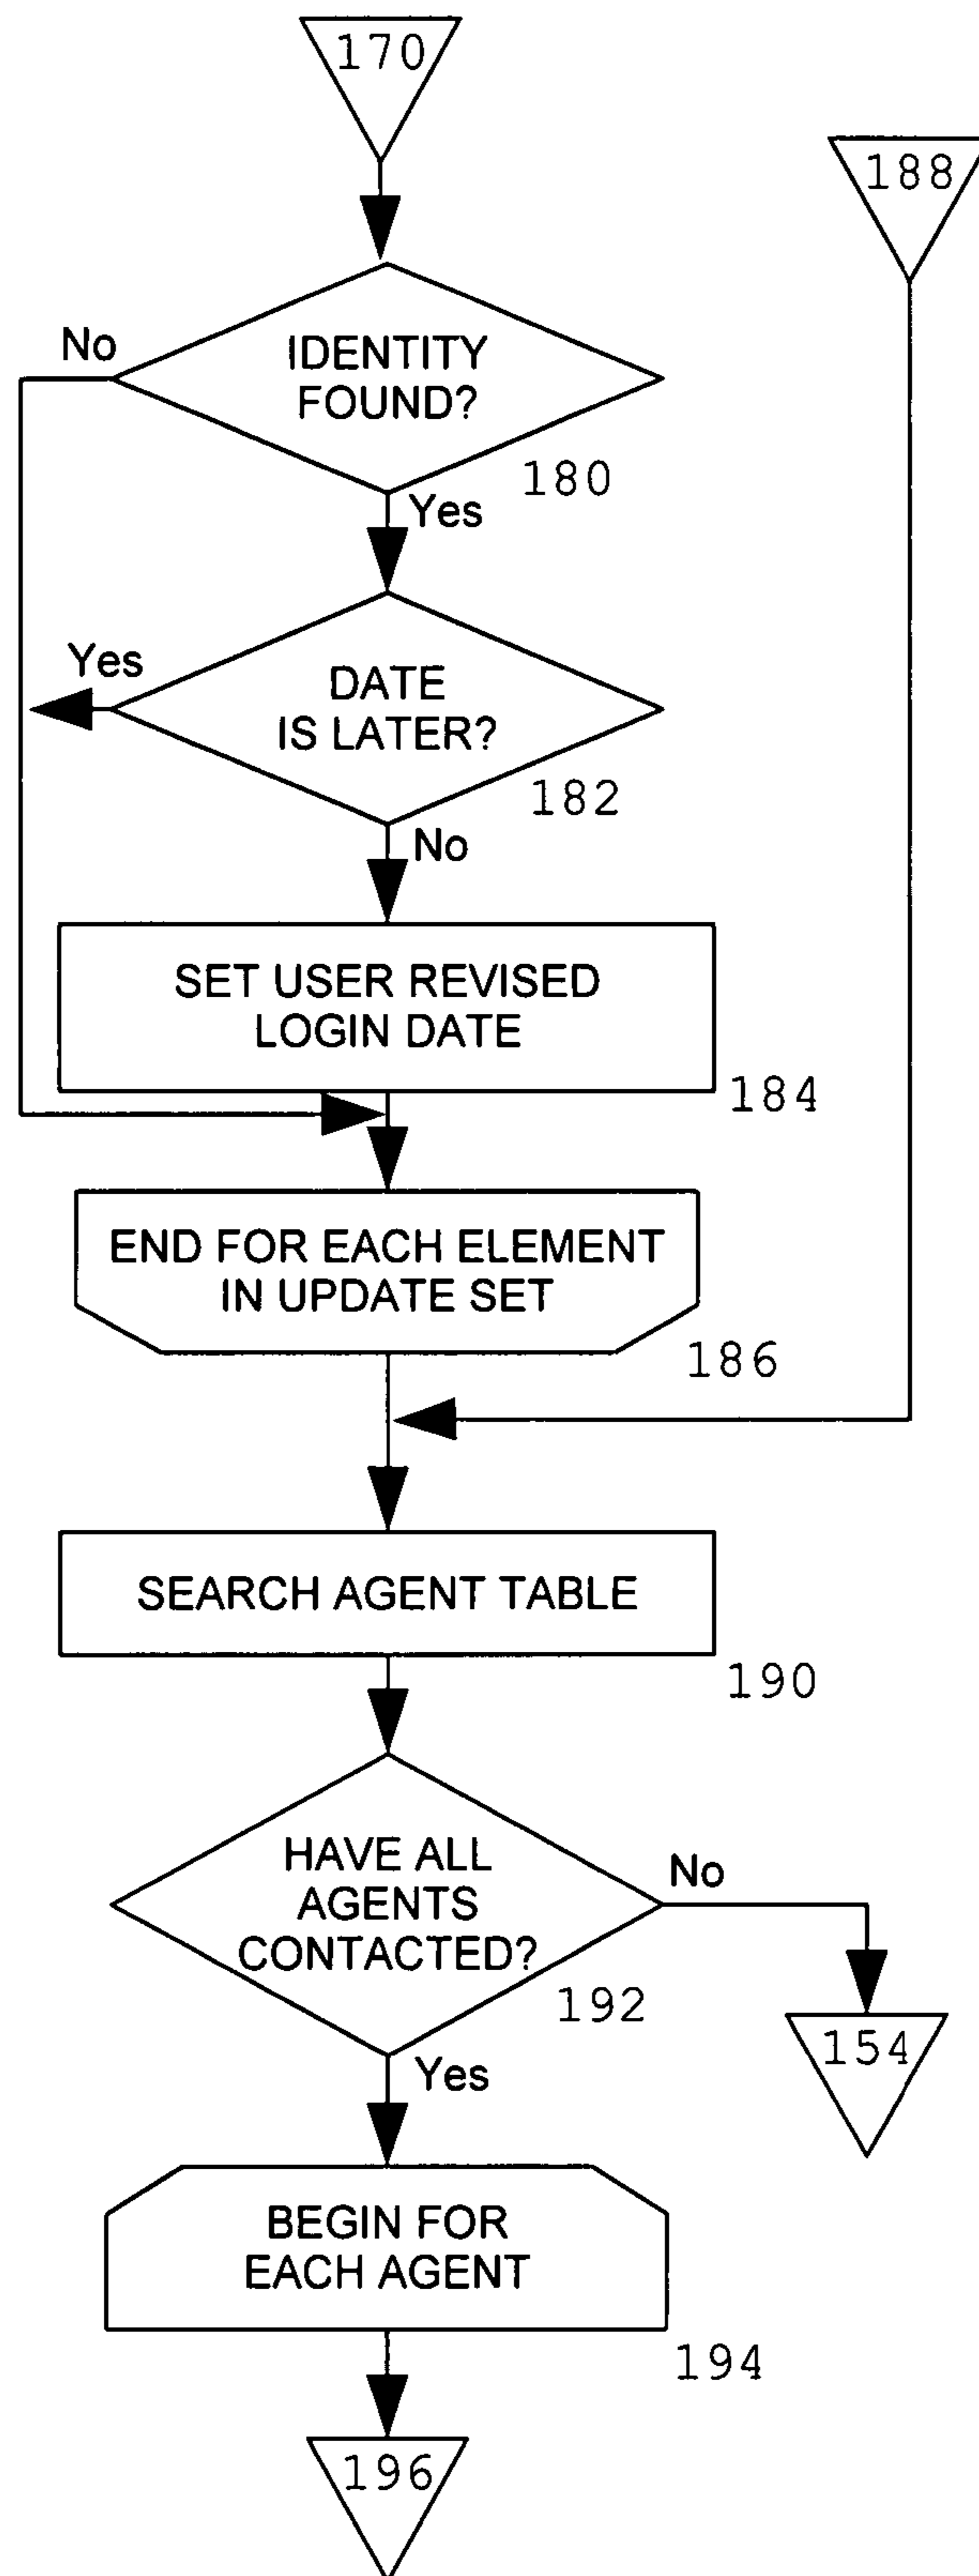 170
188
No
IDENTITY
FOUND?
180
Yes
Yes
DATE
IS LATER?
182
No
SET USER REVISED
LOGIN DATE
184
END FOR EACH ELEMENT
IN UPDATE SET
186
SEARCH AGENT TABLE
190
HAVE ALL
AGENTS
CONTACTED?
No
192
154
Yes
BEGIN FOR
EACH AGENT
194
196